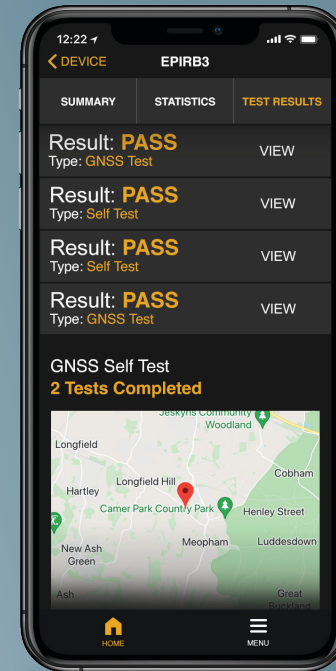 12:22
DEVICE
EPIRB3
SUMMARY
STATISTICS
TEST RESULTS
Result: PASS
Type: GNSS Test
VIEW
Result: PASS
Type: Self Test
VIEW
Result: PASS
Type: Self Test
VIEW
Result: PASS
Type: GNSS Test
VIEW
GNSS Self Test
2 Tests Completed
Jeskyns Community
Woodland
Longfield
Cobham
Longfield Hill
Hartley
Camer Park Country Park
Henley Street
Meopham
Luddesdown
New Ash
Green
Ash
Great
Buckland
HOME
MENU